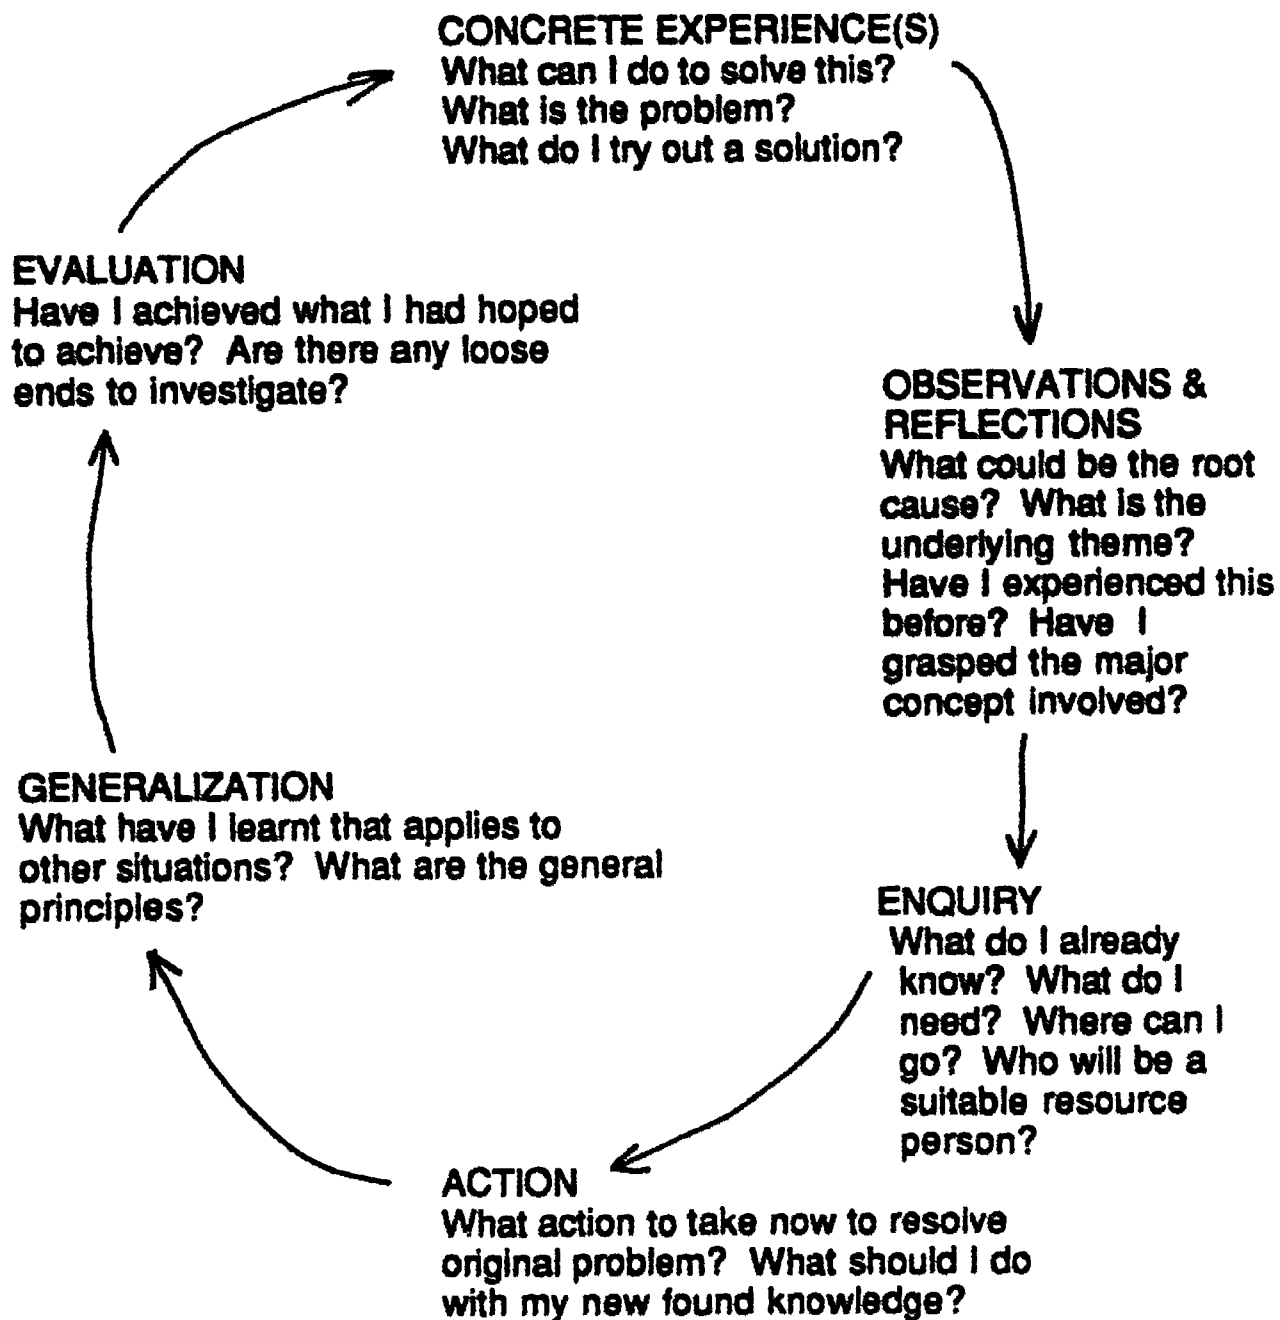 CONCRETE EXPERIENCE(S)
What can I do to solve this?
What is the problem?
What do I try out a solution?
OBSERVATIONS &
REFLECTIONS
What could be the root
cause? What is the
underlying theme?
Have I experienced this
before? Have I
grasped the major
concept involved?
ENQUIRY
What do I already
know? What do I
need? Where can I
go? Who will be a
suitable resource
person?
ACTION
What action to take now to resolve
original problem? What should I do
with my new found knowledge?
GENERALIZATION
What have I learnt that applies to
other situations? What are the general
principles?
EVALUATION
Have I achieved what I had hoped
to achieve? Are there any loose
ends to investigate?